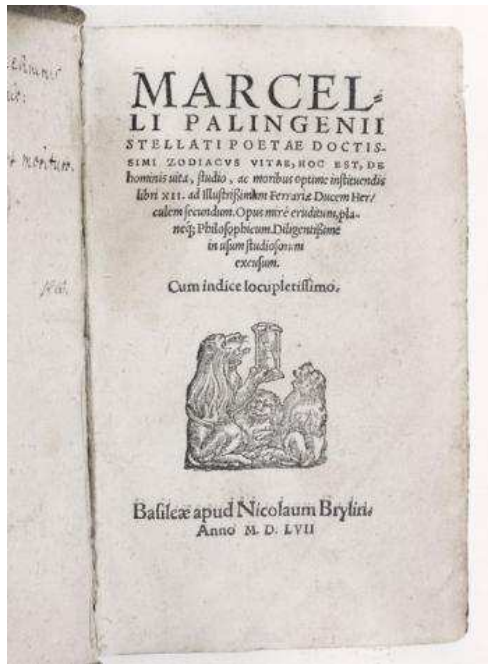 MARCEL-
LI PALINGENII
STELLATI POETAE DOCTIS-
SIMI ZODIACVS VITAE, HOC EST, DE
hominis uita, studio, ac moribus optime instituendis
libri XII. ad Illustrißimum Ferrariæ Ducem Her/
culem secundum. Opus mirè eruditum, pla-
neq; Philosophicum. Diligentißime
in usum studiosorum
excusum.
Cum indice locupletissimo.
Basileæ apud Nicolaum Brylin.
Anno M. D. LVII
morituro.